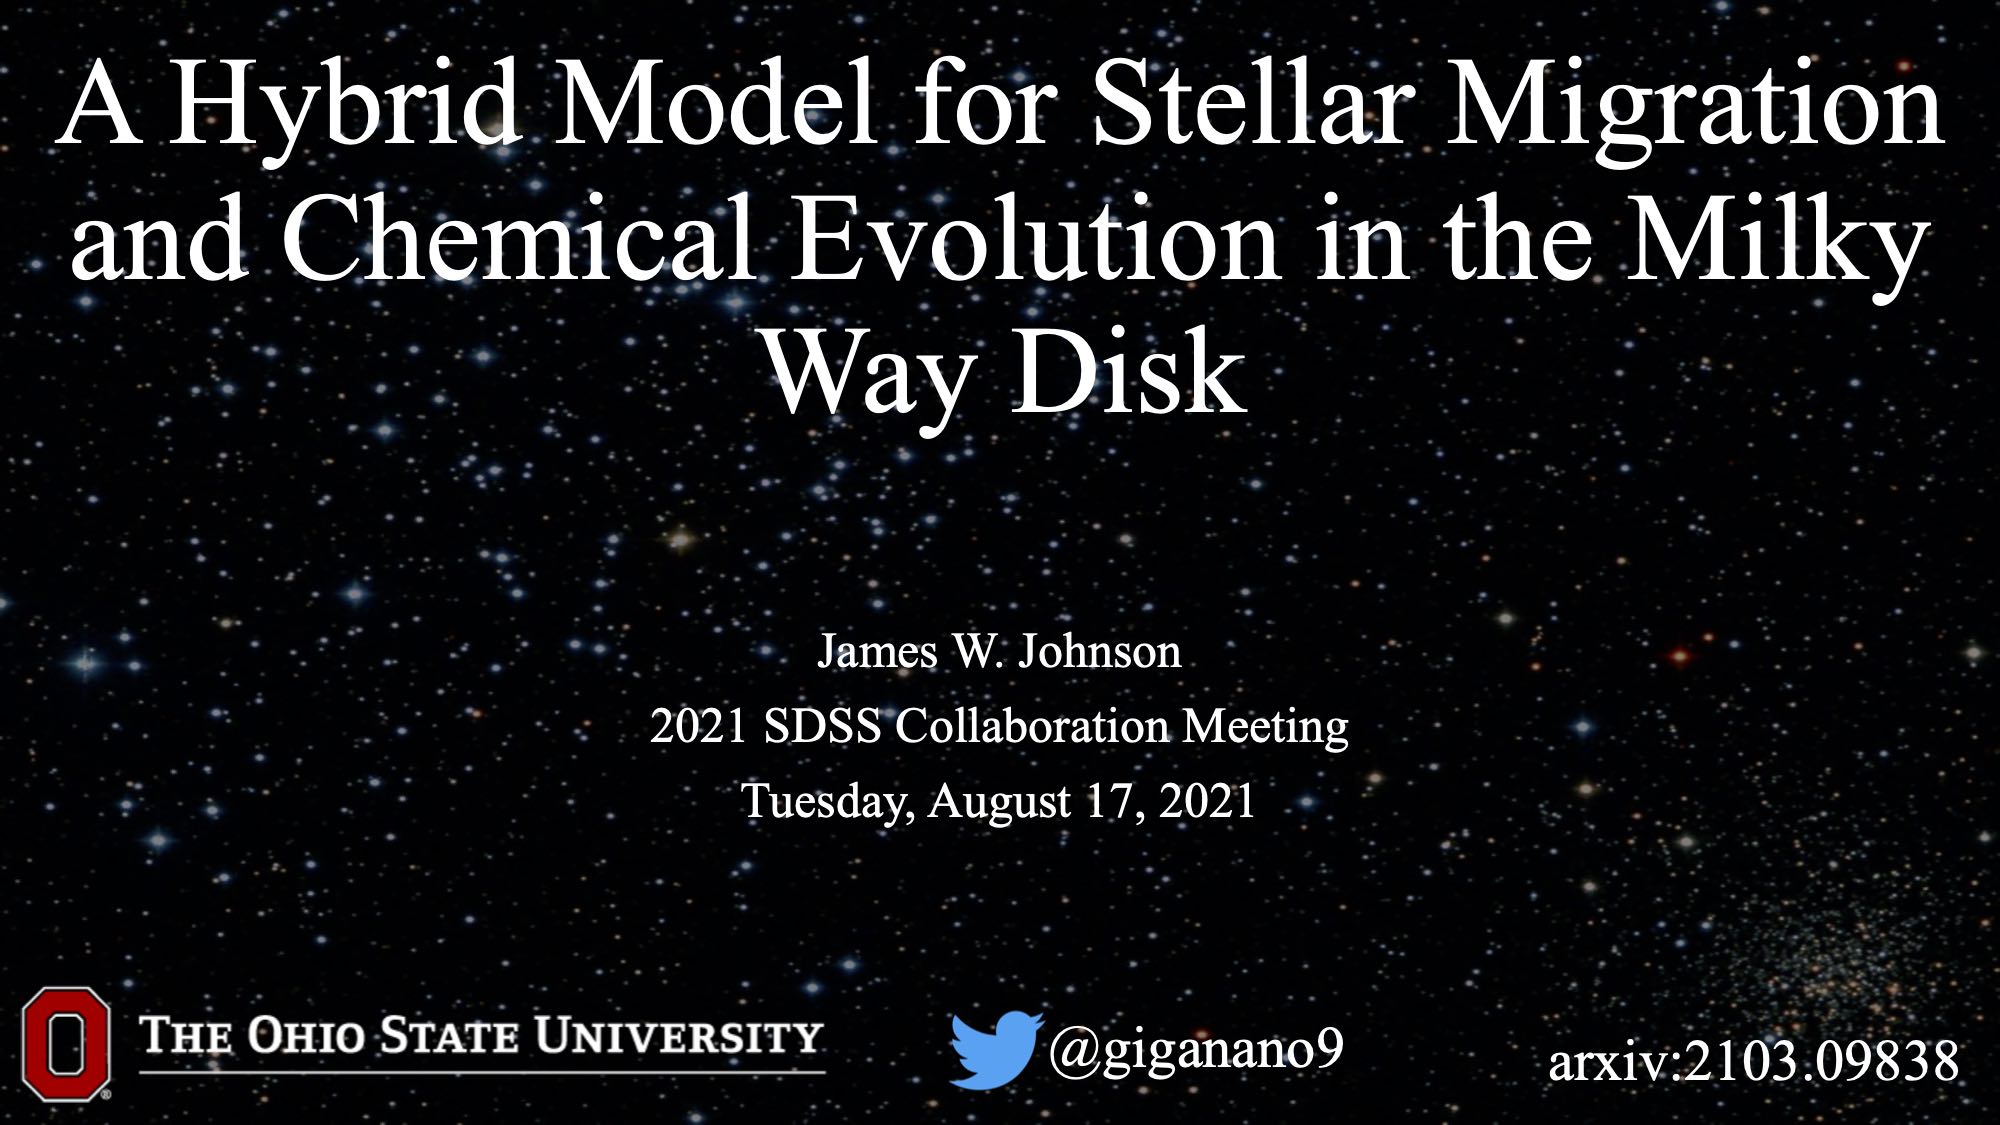 A Hybrid Model for Stellar Migration
and Chemical Evolution in the Milky
Way Disk
James W. Johnson
2021 SDSS Collaboration Meeting
Tuesday, August 17, 2021
O
THE OHIO STATE UNIVERSITY
@giganano9
arxiv:2103.09838